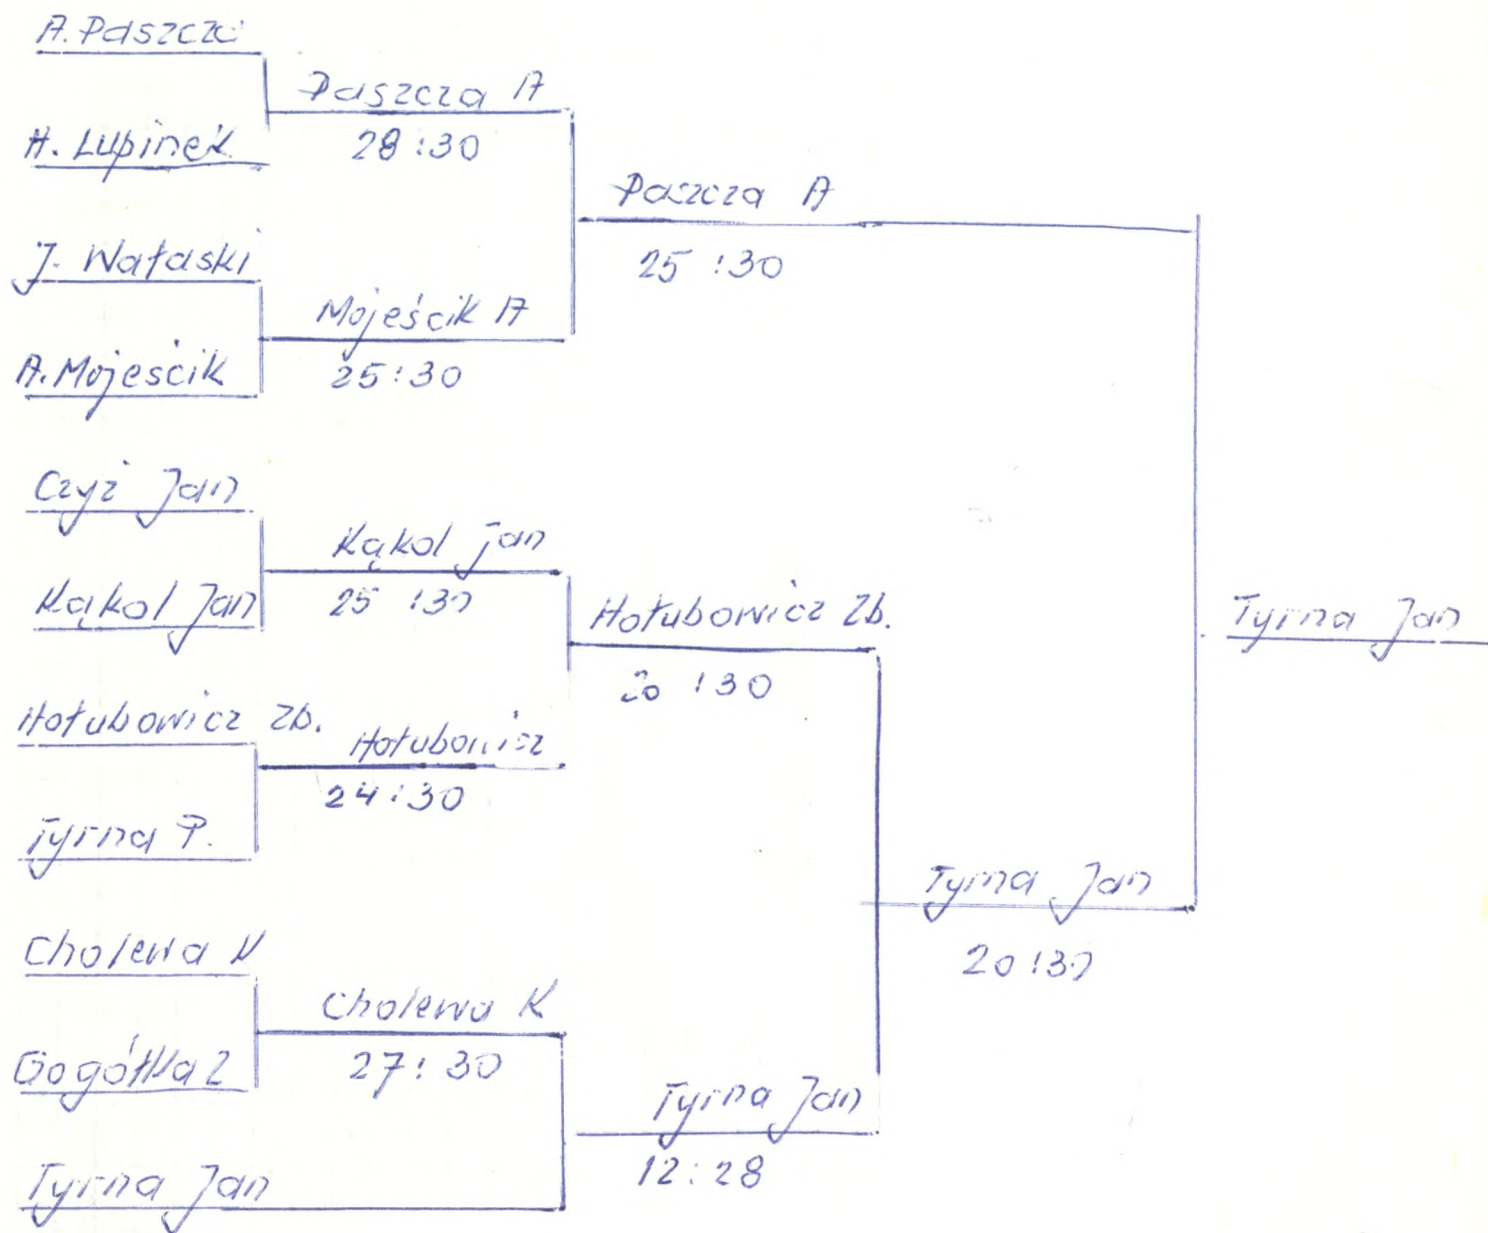 A. Paszcza
Paszcza A
H. Lupinek
28:30
Paszcza A
J. Wałaski
25:30
Mojeścik A
A. Mojeścik
25:30
Czyż Jan
Kąkol Jan
Kąkol Jan
25:30
Hołubowicz Zb.
Tyrna Jan
20:30
Hołubowicz Zb.
Hołubowicz
24:30
Tyrna P.
Tyrna Jan
Cholewa K
20:30
Cholewa K
Gogółka Z
27:30
Tyrna Jan
12:28
Tyrna Jan